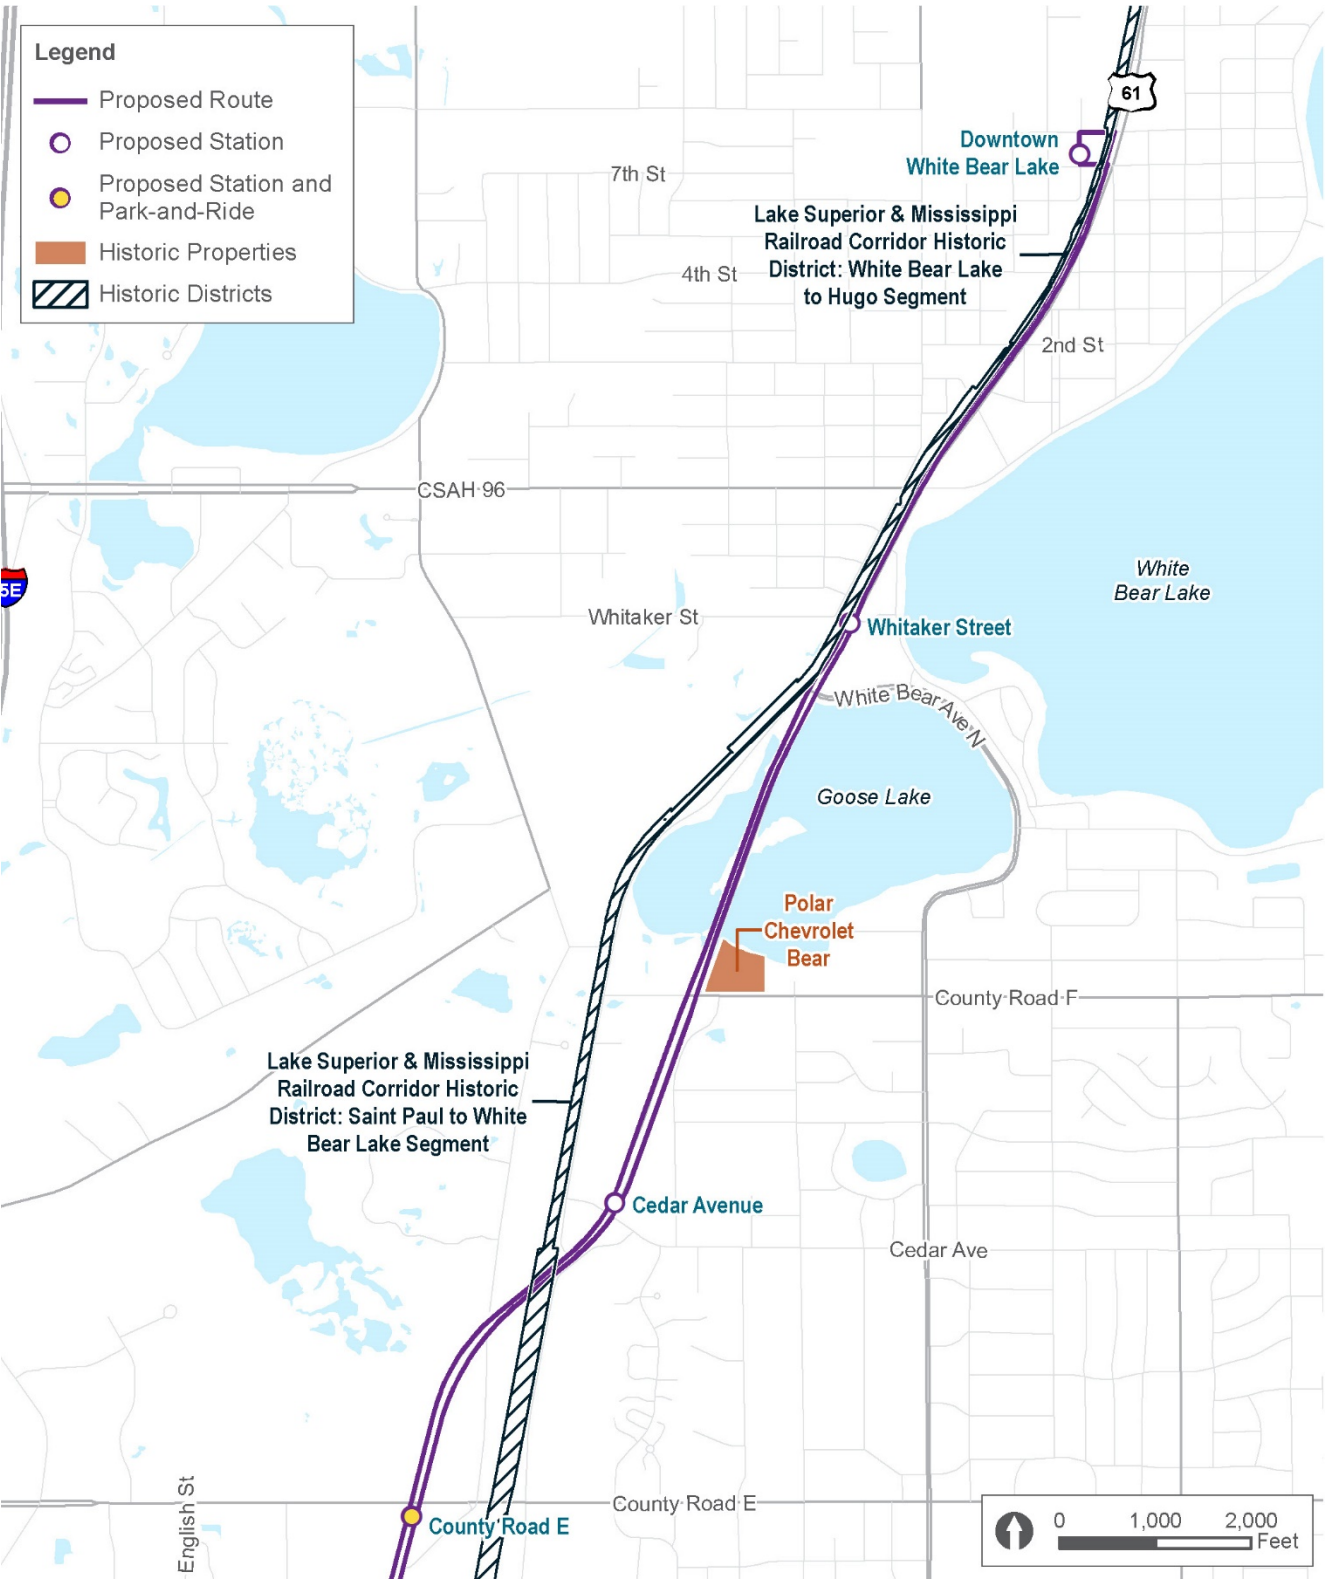 Legend
Proposed Route
Proposed Station
Proposed Station and
Park-and-Ride
Historic Properties
Historic Districts
61
Downtown
White Bear Lake
7th St
Lake Superior & Mississippi
Railroad Corridor Historic
District: White Bear Lake
to Hugo Segment
4th St
2nd St
CSAH 96
5E
White
Bear Lake
Whitaker St
Whitaker Street
White Bear Ave N
Goose Lake
Polar
Chevrolet
Bear
County Road F
Lake Superior & Mississippi
Railroad Corridor Historic
District: Saint Paul to White
Bear Lake Segment
Cedar Avenue
Cedar Ave
County Road E
County Road E
English St
0 1,000 2,000
Feet